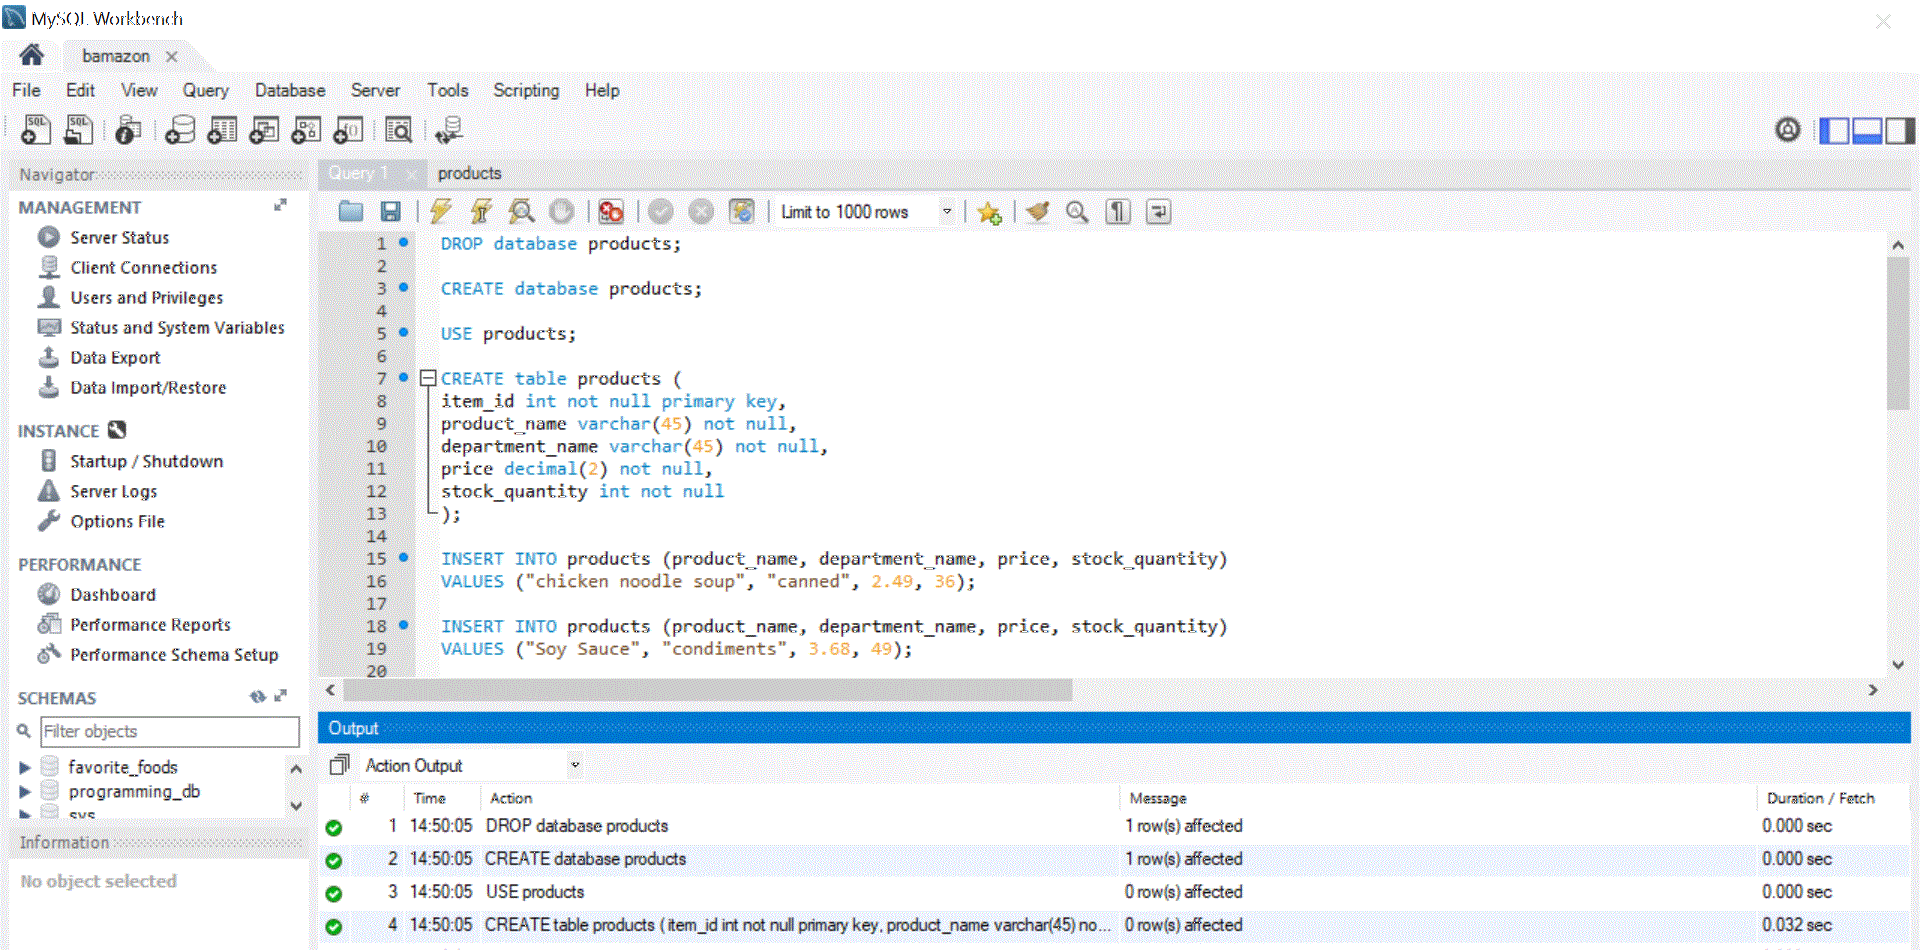 MySQL Workbench
bamazon
File Edit View Query Database Server Tools Scripting Help
Navigator
MANAGEMENT
Server Status
Client Connections
Users and Privileges
Status and System Variables
Data Export
Data Import/Restore
INSTANCE
Startup / Shutdown
Server Logs
Options File
PERFORMANCE
Dashboard
Performance Reports
Performance Schema Setup
SCHEMAS
Filter objects
favorite_foods
programming_db
sys
Information
No object selected
Query 1 products
Limit to 1000 rows
1 DROP database products;
2
3 CREATE database products;
4
5 USE products;
6
7 CREATE table products (
8 item_id int not null primary key,
9 product_name varchar(45) not null,
10 department_name varchar(45) not null,
11 price decimal(2) not null,
12 stock_quantity int not null
13 );
14
15 INSERT INTO products (product_name, department_name, price, stock_quantity)
16 VALUES ("chicken noodle soup", "canned", 2.49, 36);
17
18 INSERT INTO products (product_name, department_name, price, stock_quantity)
19 VALUES ("Soy Sauce", "condiments", 3.68, 49);
20
Output
Action Output
# Time Action Message Duration / Fetch
1 14:50:05 DROP database products 1 row(s) affected 0.000 sec
2 14:50:05 CREATE database products 1 row(s) affected 0.000 sec
3 14:50:05 USE products 0 row(s) affected 0.000 sec
4 14:50:05 CREATE table products ( item_id int not null primary key, product_name varchar(45) no... 0 row(s) affected 0.032 sec